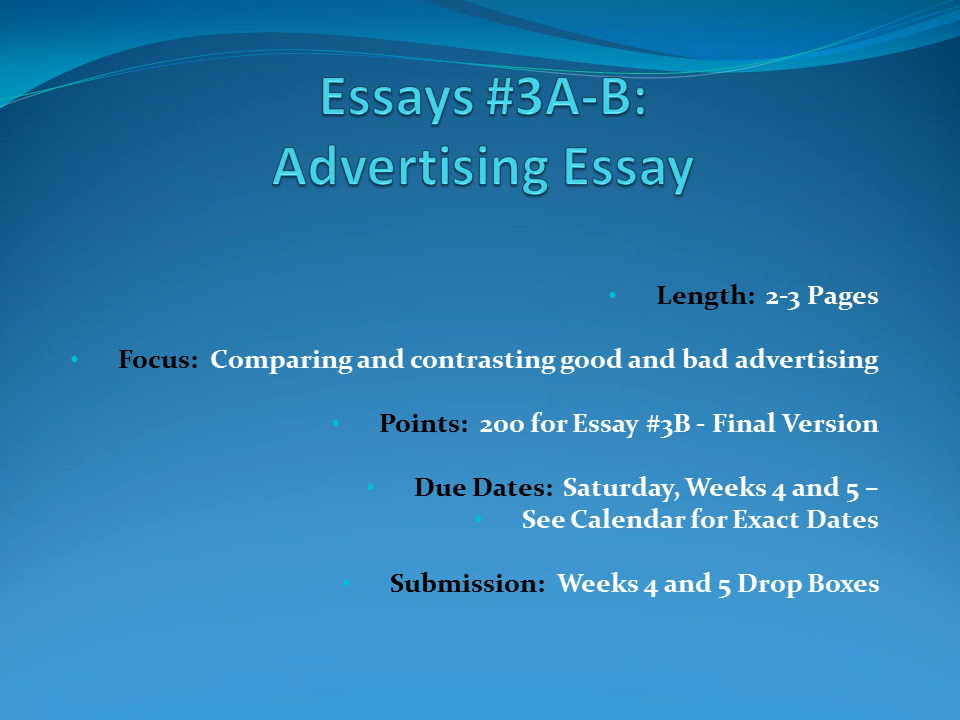 Essays #3A-B:
Advertising Essay
• Length: 2-3 Pages
• Focus: Comparing and contrasting good and bad advertising
• Points: 200 for Essay #3B - Final Version
• Due Dates: Saturday, Weeks 4 and 5 –
• See Calendar for Exact Dates
• Submission: Weeks 4 and 5 Drop Boxes